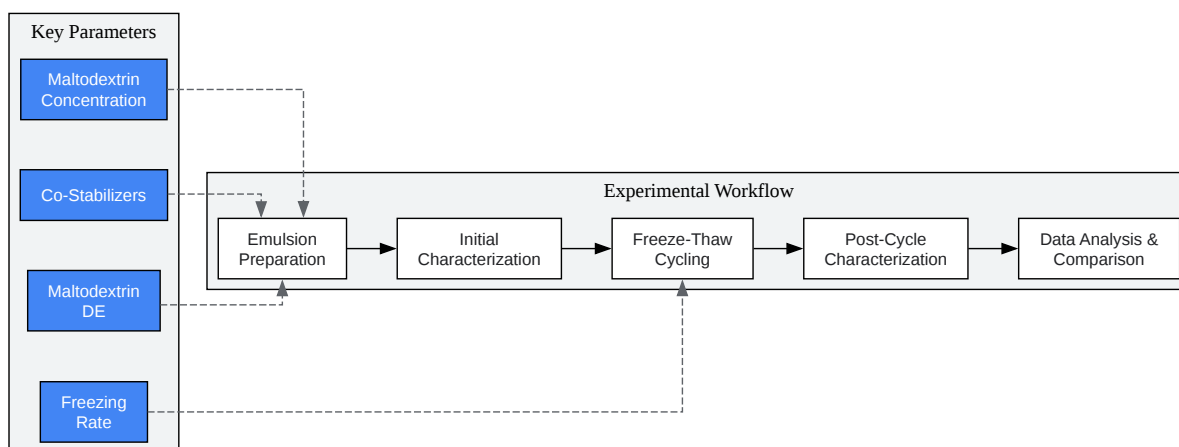 Key Parameters
Maltodextrin
Concentration
Co-Stabilizers
Maltodextrin
DE
Freezing
Rate
Experimental Workflow
Emulsion
Preparation
Initial
Characterization
Freeze-Thaw
Cycling
Post-Cycle
Characterization
Data Analysis &
Comparison